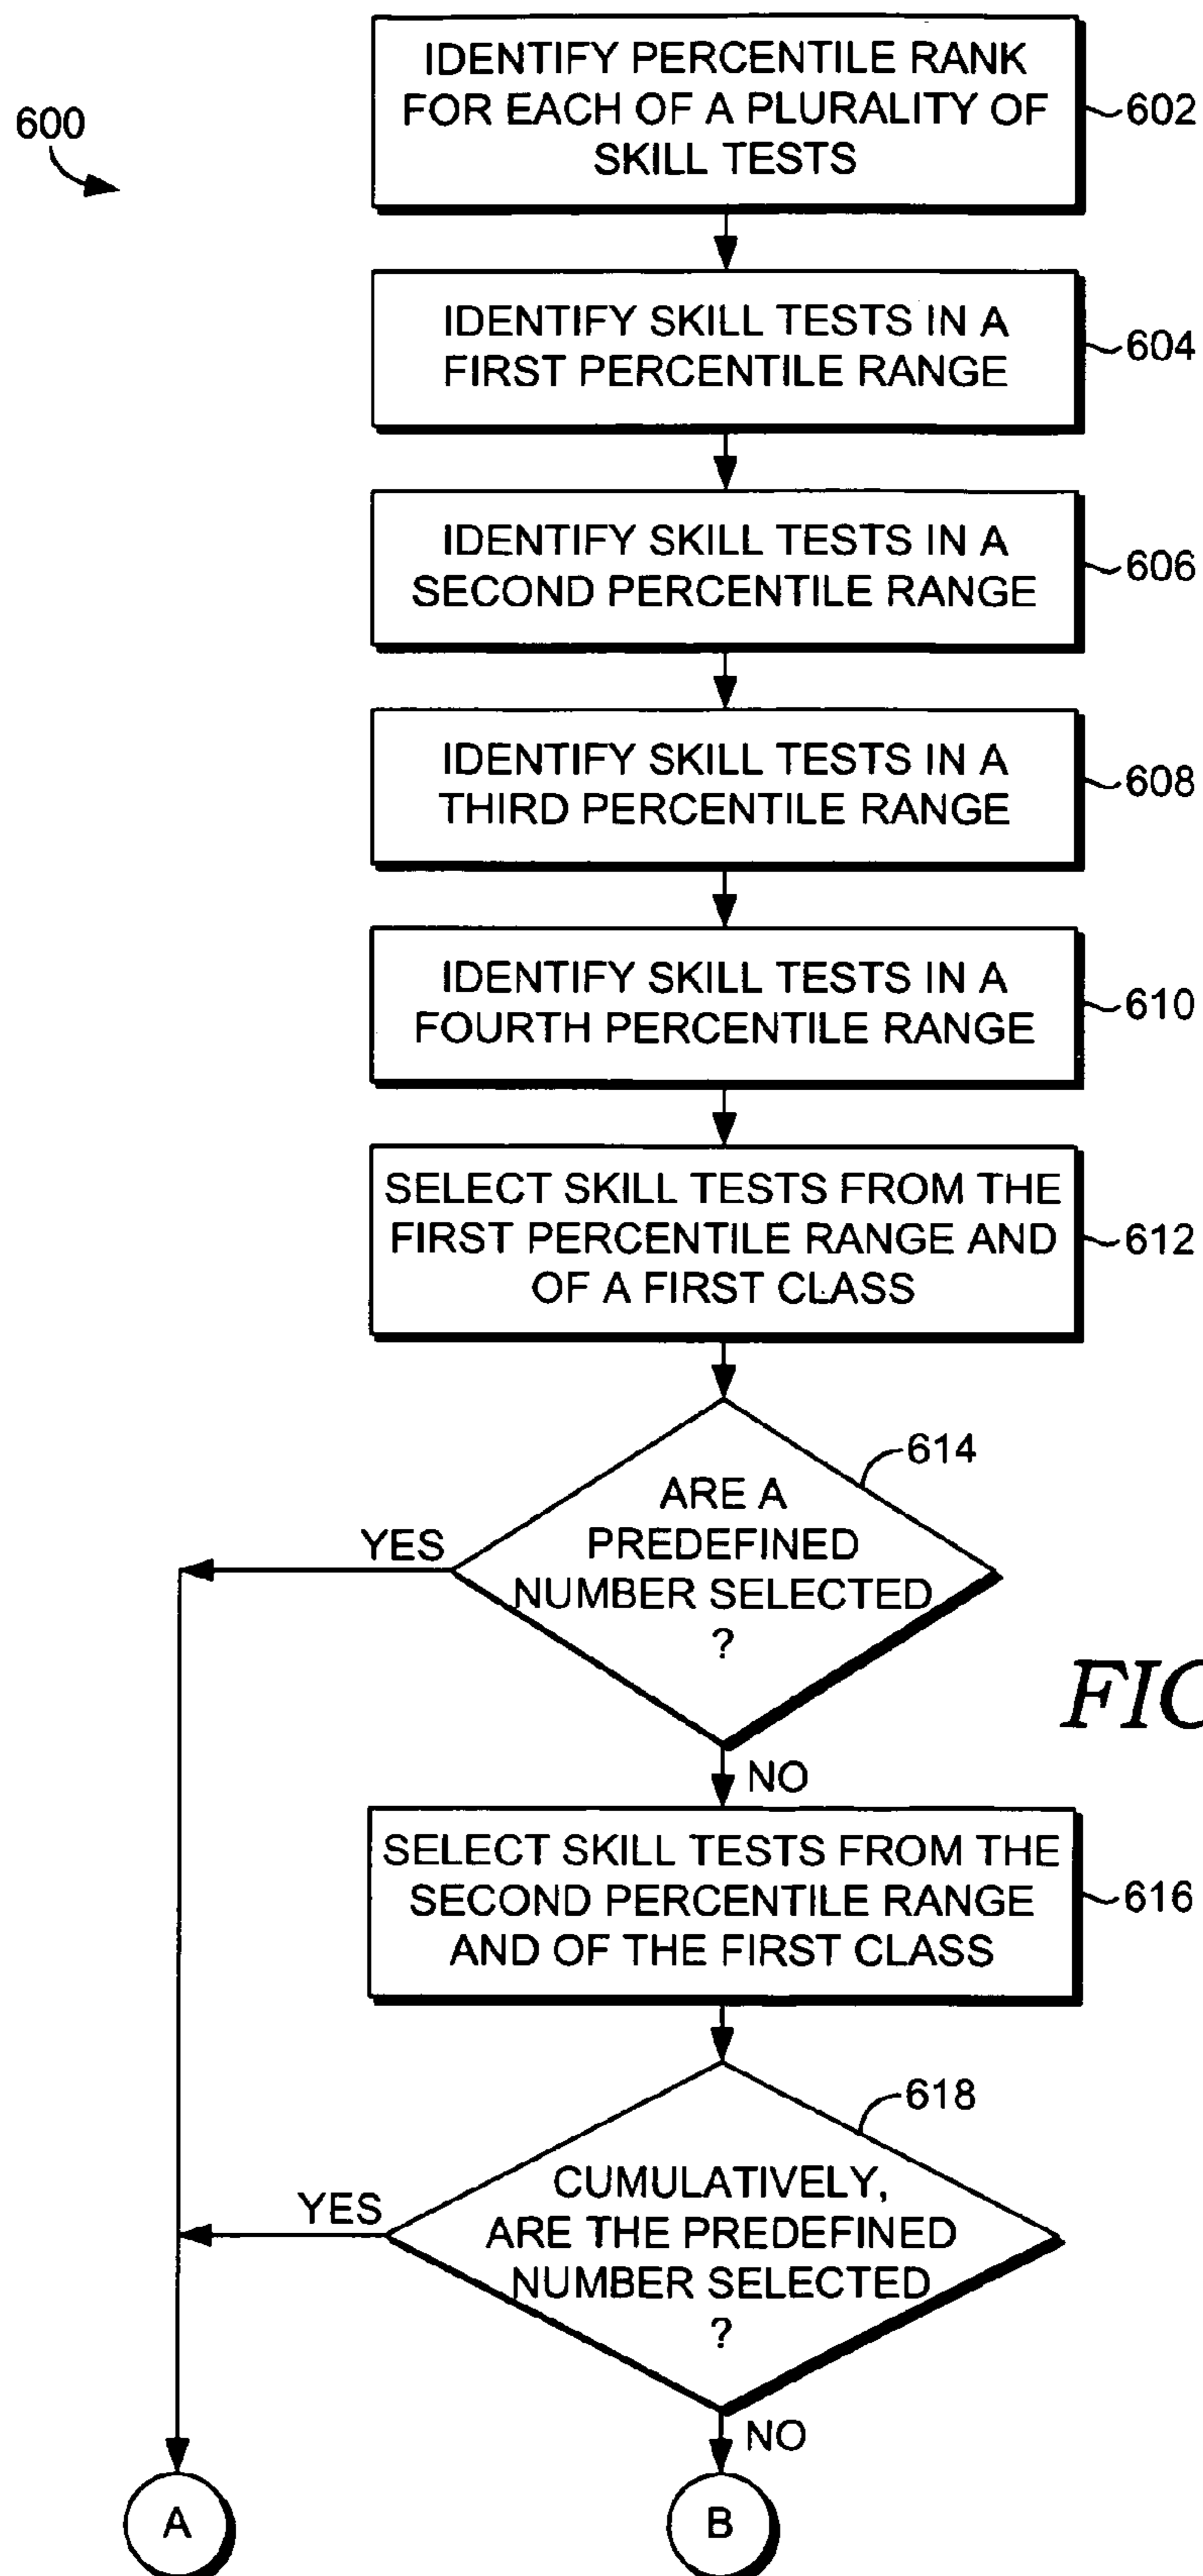 600
IDENTIFY PERCENTILE RANK
FOR EACH OF A PLURALITY OF
SKILL TESTS
602
IDENTIFY SKILL TESTS IN A
FIRST PERCENTILE RANGE
604
IDENTIFY SKILL TESTS IN A
SECOND PERCENTILE RANGE
606
IDENTIFY SKILL TESTS IN A
THIRD PERCENTILE RANGE
608
IDENTIFY SKILL TESTS IN A
FOURTH PERCENTILE RANGE
610
SELECT SKILL TESTS FROM THE
FIRST PERCENTILE RANGE AND
OF A FIRST CLASS
612
614
ARE A
PREDEFINED
NUMBER SELECTED
?
YES
NO
SELECT SKILL TESTS FROM THE
SECOND PERCENTILE RANGE
AND OF THE FIRST CLASS
616
618
CUMULATIVELY,
ARE THE PREDEFINED
NUMBER SELECTED
?
YES
NO
A
B